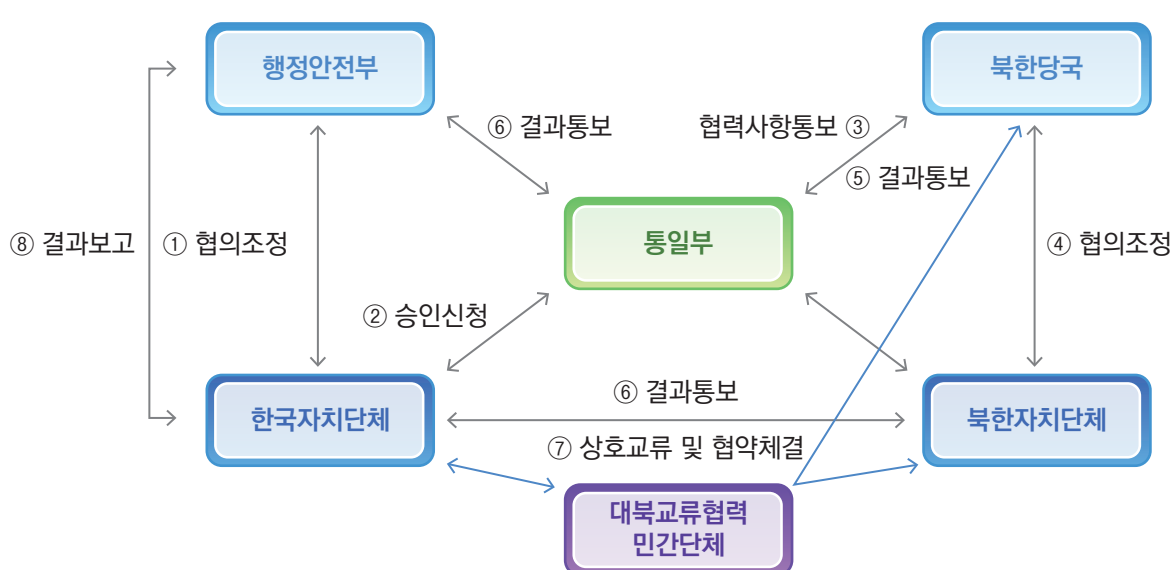 행정안전부
북한당국
⑥ 결과통보
협력사항통보 ③
⑤ 결과통보
통일부
⑧ 결과보고
① 협의조정
④ 협의조정
② 승인신청
⑥ 결과통보
한국자치단체
북한자치단체
⑦ 상호교류 및 협약체결
대북교류협력
민간단체